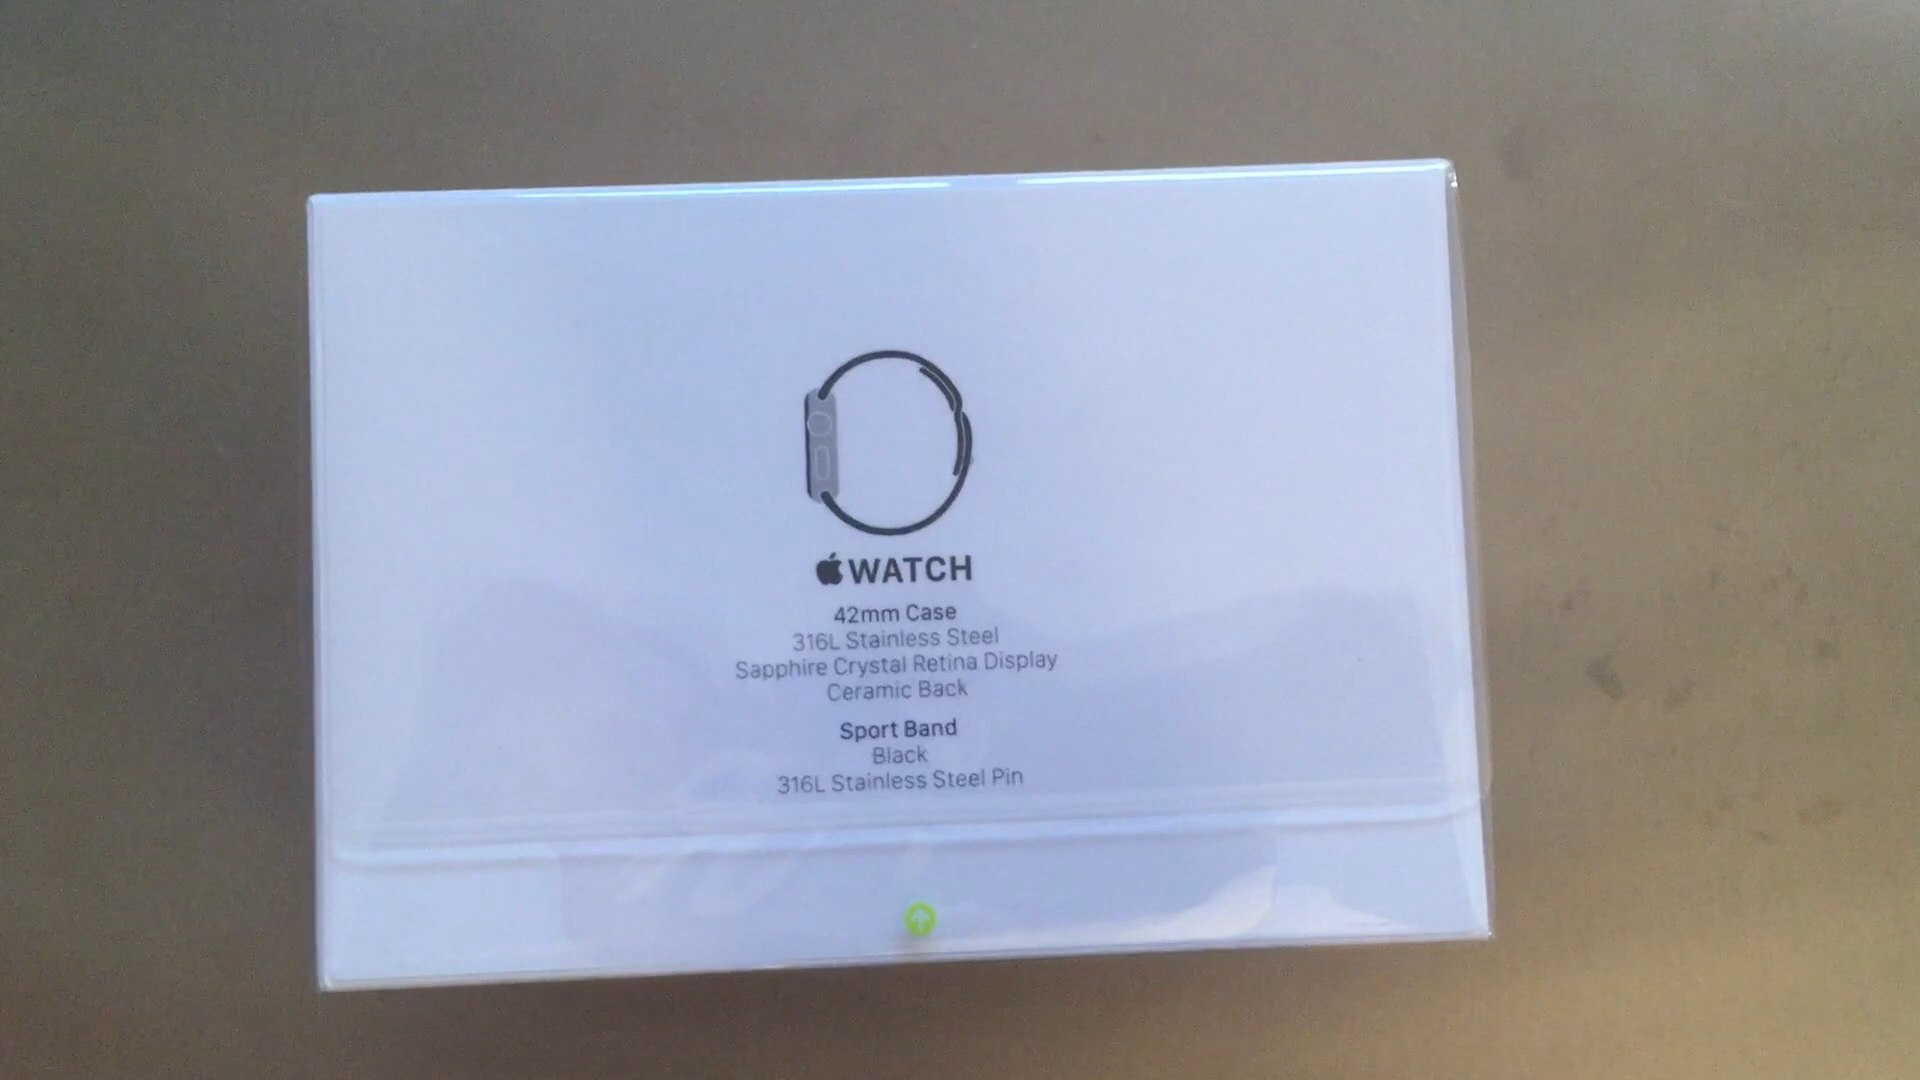 WATCH
42mm Case
316L Stainless Steel
Sapphire Crystal Retina Display
Ceramic Back
Sport Band
Black
316L Stainless Steel Pin